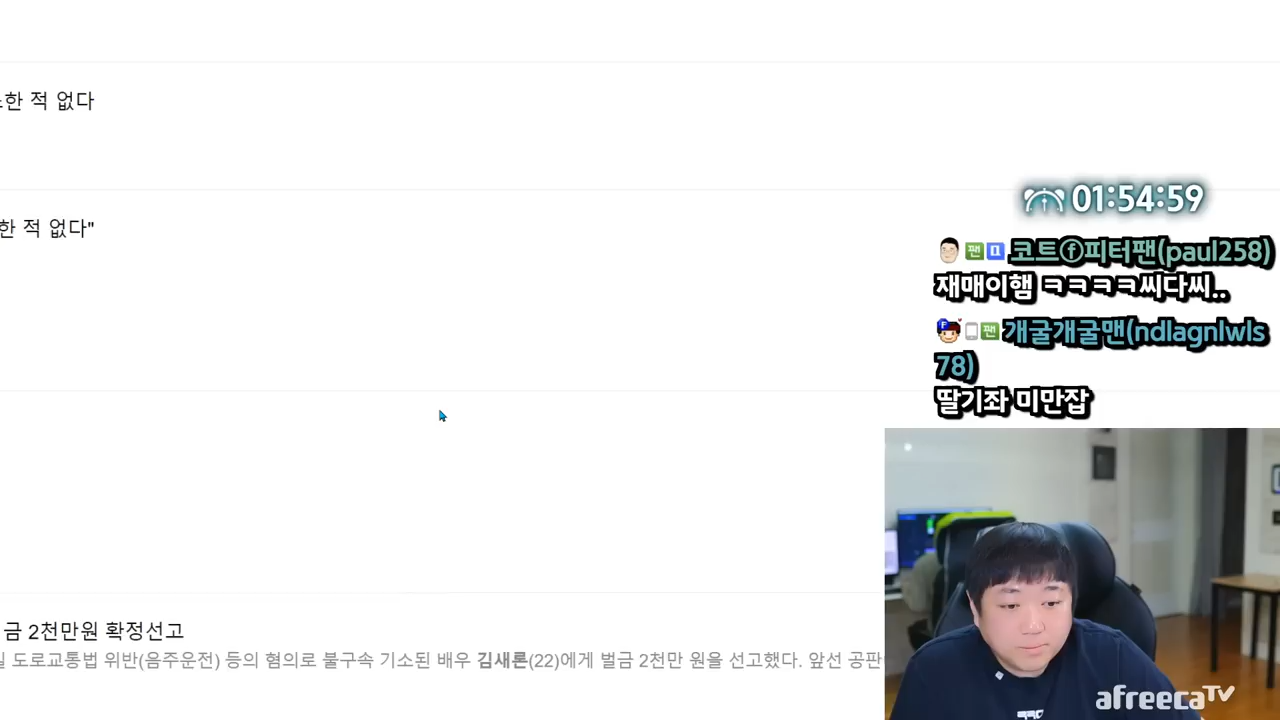 한 적 없다
한 적 없다"
01:54:59
코트ⓕ피터팬(paul258)
재매이햄 ㅋㅋㅋㅋ씨다씨..
개굴개굴맨(ndlagnlwls
78)
딸기좌 미만잡
금 2천만원 확정선고
일 도로교통법 위반(음주운전) 등의 혐의로 불구속 기소된 배우 김새론(22)에게 벌금 2천만 원을 선고했다. 앞선 공판
afreecaTV